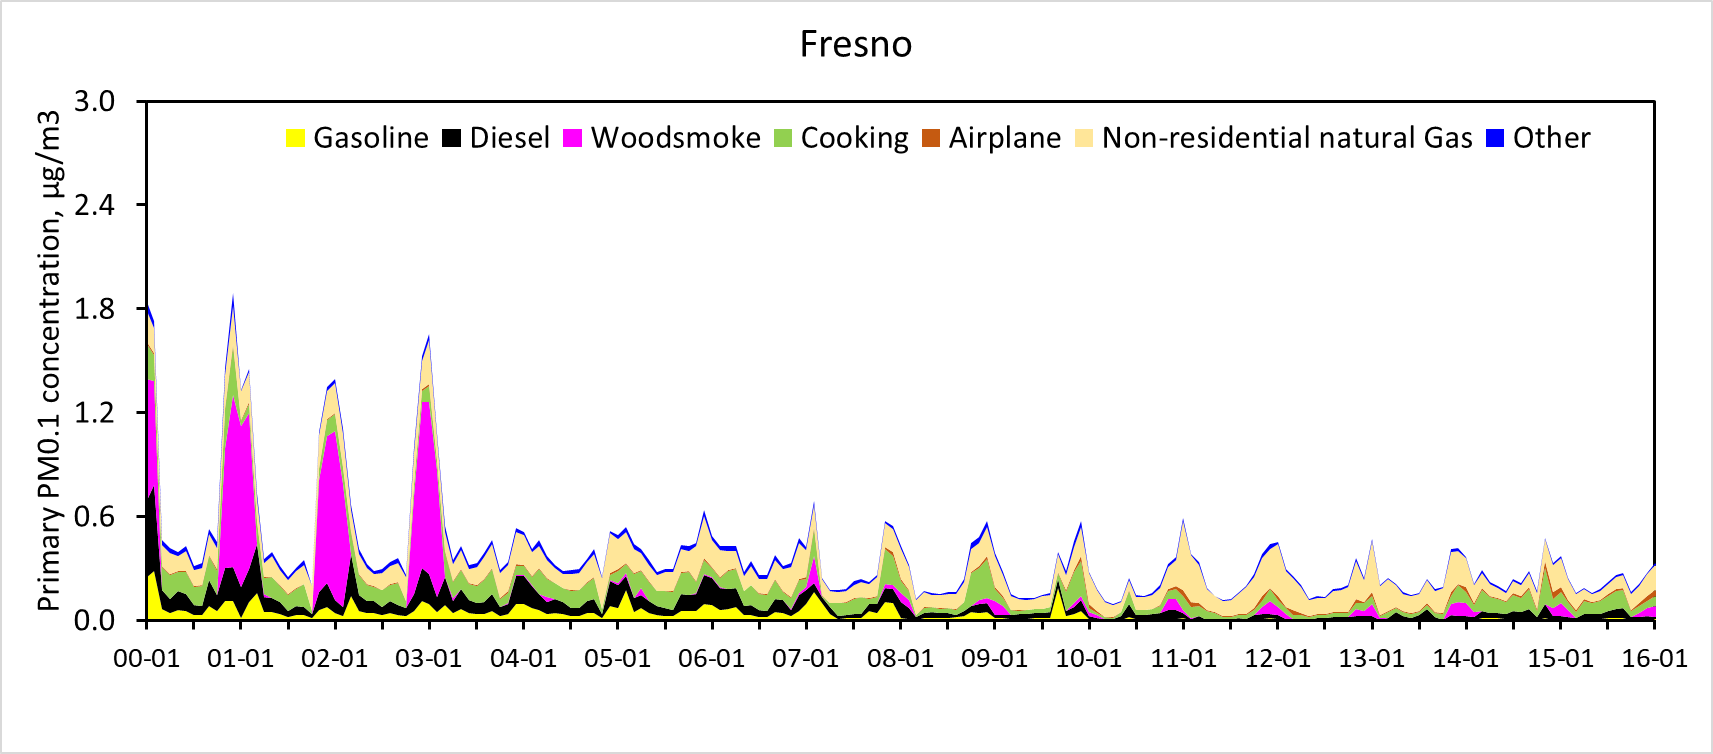 Fresno
Primary PM0.1 concentration, µg/m3
3.0
2.4
1.8
1.2
0.6
0.0
Gasoline Diesel Woodsmoke Cooking Airplane Non-residential natural Gas Other
00-01 01-01 02-01 03-01 04-01 05-01 06-01 07-01 08-01 09-01 10-01 11-01 12-01 13-01 14-01 15-01 16-01